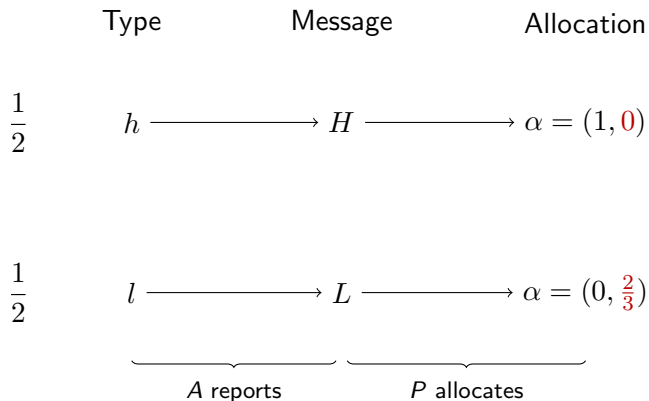 Type Message Allocation
1/2 h H α = (1, 0)
1/2 l L α = (0, 2/3)
A reports P allocates